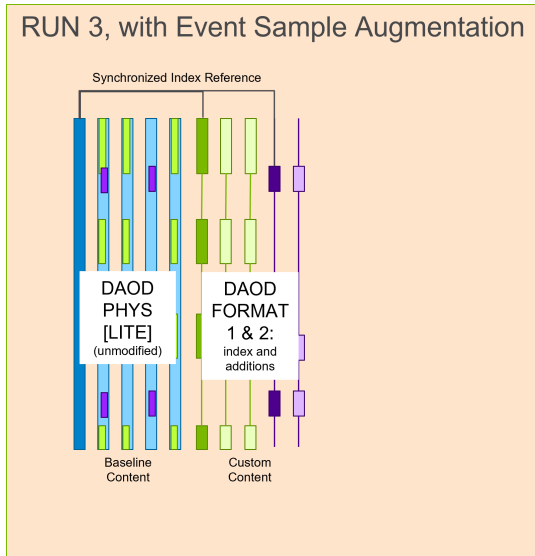 RUN 3, with Event Sample Augmentation
Synchronized Index Reference
DAOD
PHYS
[LITE]
(unmodified)
DAOD
FORMAT
1 & 2:
index and
additions
Baseline
Content
Custom
Content